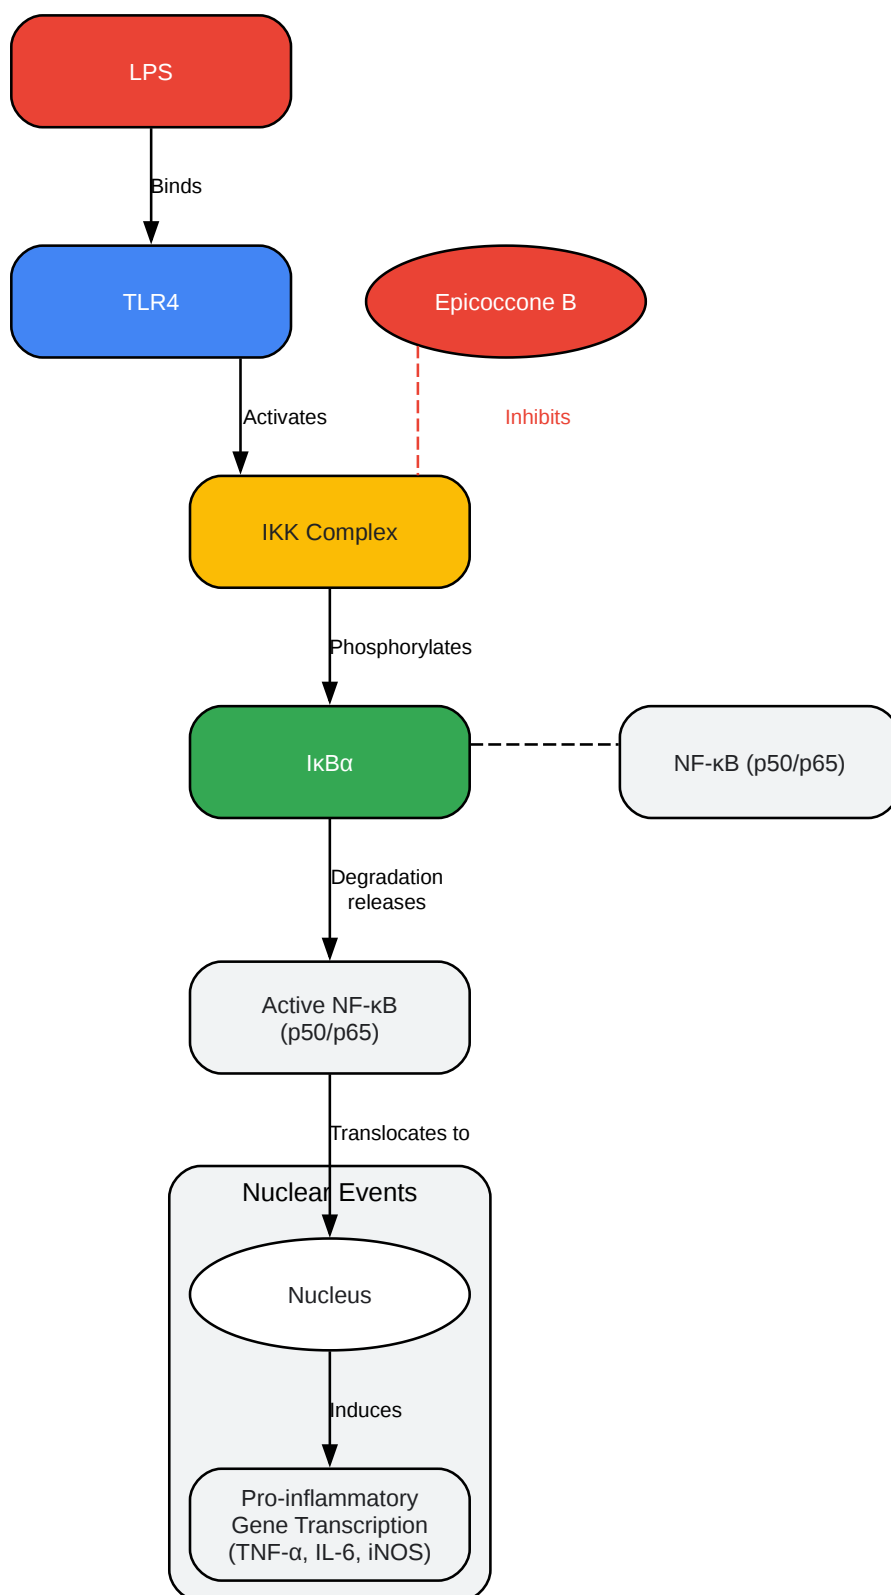 LPS
Binds
TLR4
Epicoccone B
Activates
Inhibits
IKK Complex
Phosphorylates
IκBα
NF-κB (p50/p65)
Degradation
releases
Active NF-κB
(p50/p65)
Translocates to
Nuclear Events
Nucleus
Induces
Pro-inflammatory
Gene Transcription
(TNF-α, IL-6, iNOS)